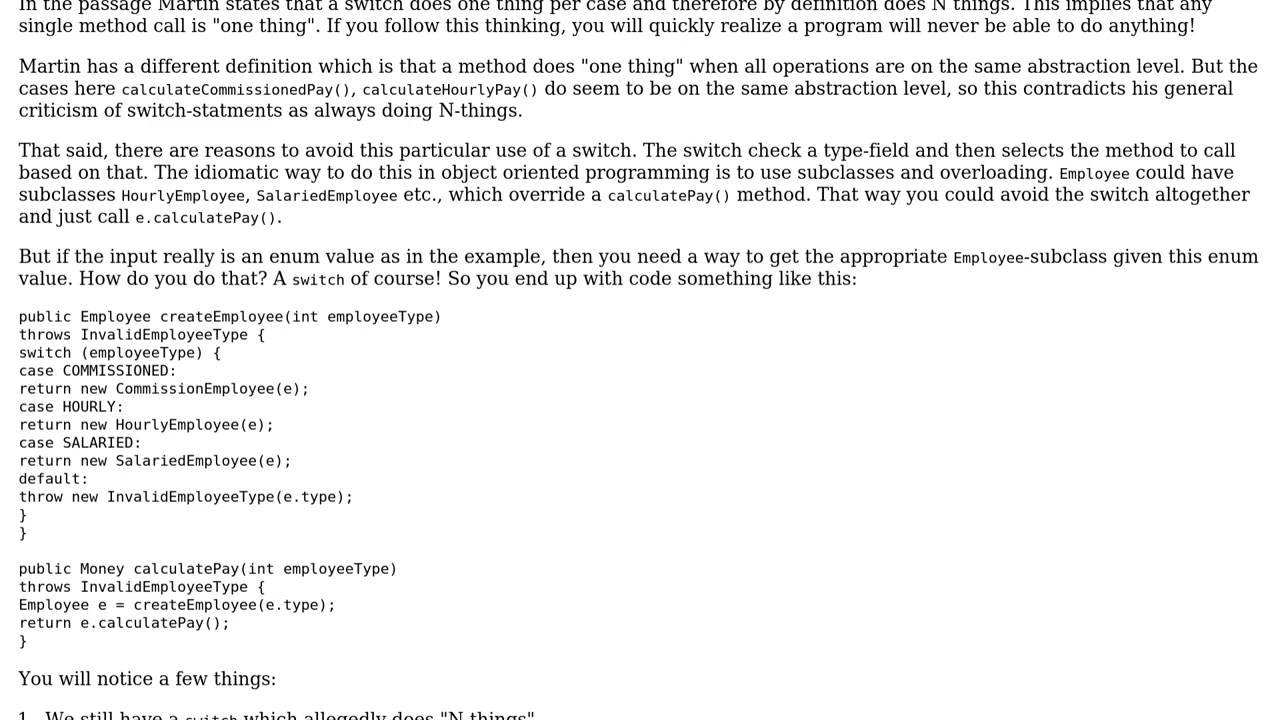 In the passage Martin states that a switch does one thing per case and therefore by definition does N things. This implies that any
single method call is "one thing". If you follow this thinking, you will quickly realize a program will never be able to do anything!
Martin has a different definition which is that a method does "one thing" when all operations are on the same abstraction level. But the
cases here calculateCommissionedPay(), calculateHourlyPay() do seem to be on the same abstraction level, so this contradicts his general
criticism of switch-statments as always doing N-things.
That said, there are reasons to avoid this particular use of a switch. The switch check a type-field and then selects the method to call
based on that. The idiomatic way to do this in object oriented programming is to use subclasses and overloading. Employee could have
subclasses HourlyEmployee, SalariedEmployee etc., which override a calculatePay() method. That way you could avoid the switch altogether
and just call e.calculatePay().
But if the input really is an enum value as in the example, then you need a way to get the appropriate Employee-subclass given this enum
value. How do you do that? A switch of course! So you end up with code something like this:
public Employee createEmployee(int employeeType)
throws InvalidEmployeeType {
switch (employeeType) {
case COMMISSIONED:
return new CommissionEmployee(e);
case HOURLY:
return new HourlyEmployee(e);
case SALARIED:
return new SalariedEmployee(e);
default:
throw new InvalidEmployeeType(e.type);
}
}
public Money calculatePay(int employeeType)
throws InvalidEmployeeType {
Employee e = createEmployee(e.type);
return e.calculatePay();
}
You will notice a few things:
1. We still have a switch which allegedly does "N things".